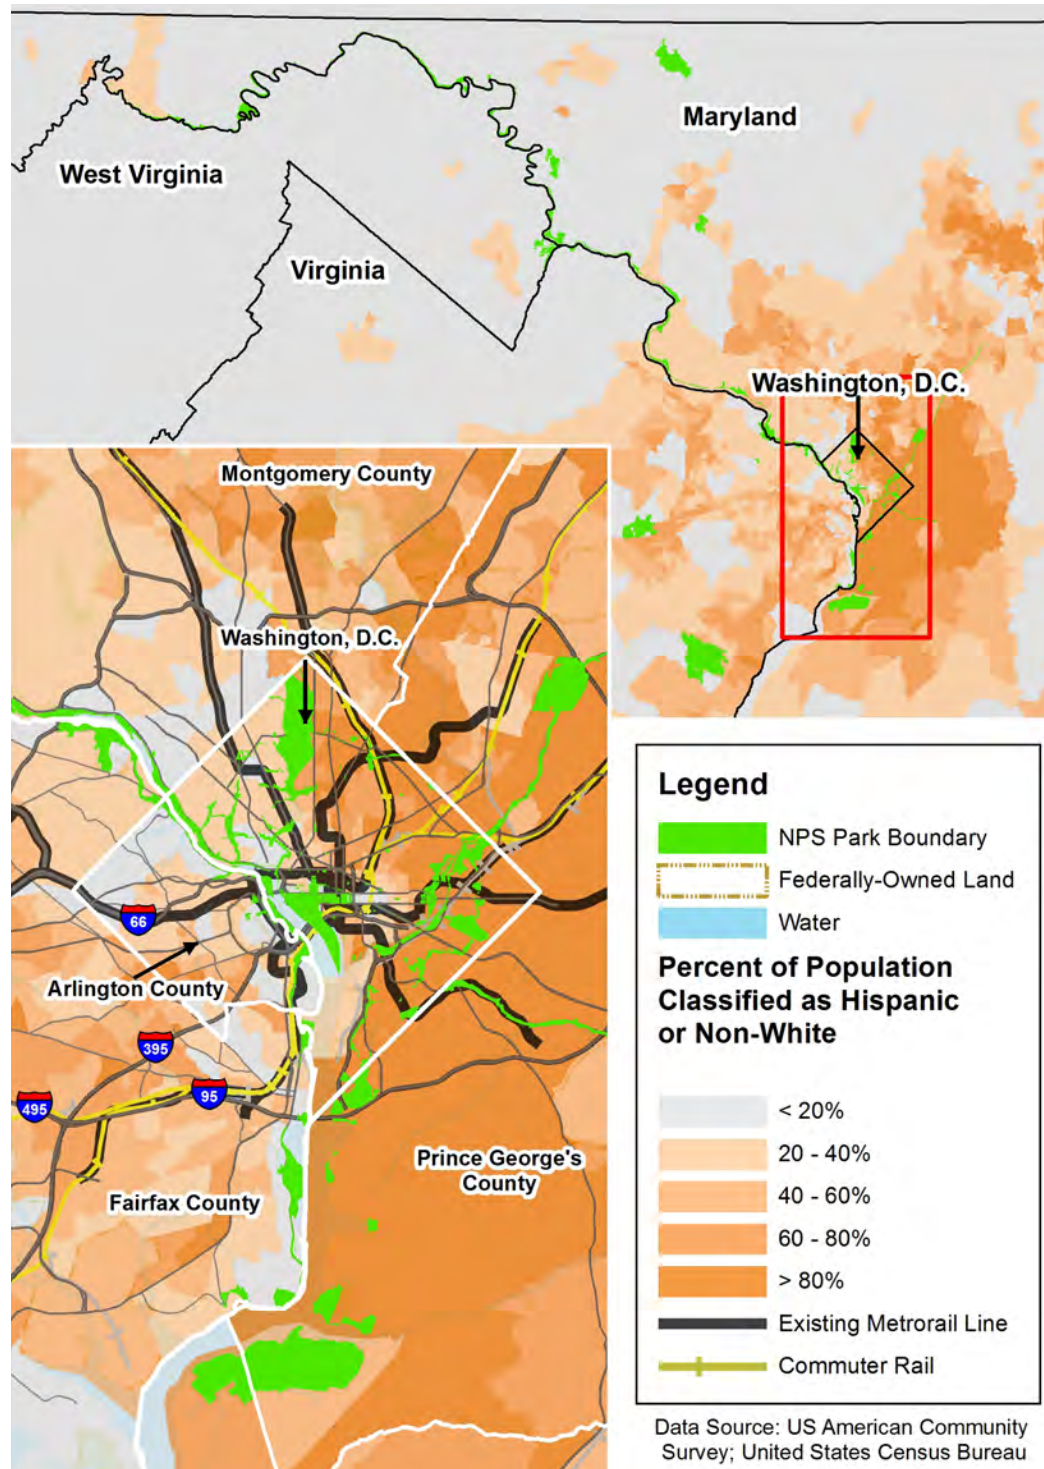 Maryland
West Virginia
Virginia
Washington, D.C.
Montgomery County
Washington, D.C.
66
Arlington County
395
95
495
Prince George's
County
Fairfax County
Legend
NPS Park Boundary
Federally-Owned Land
Water
Percent of Population
Classified as Hispanic
or Non-White
< 20%
20 - 40%
40 - 60%
60 - 80%
> 80%
Existing Metrorail Line
Commuter Rail
Data Source: US American Community
Survey; United States Census Bureau